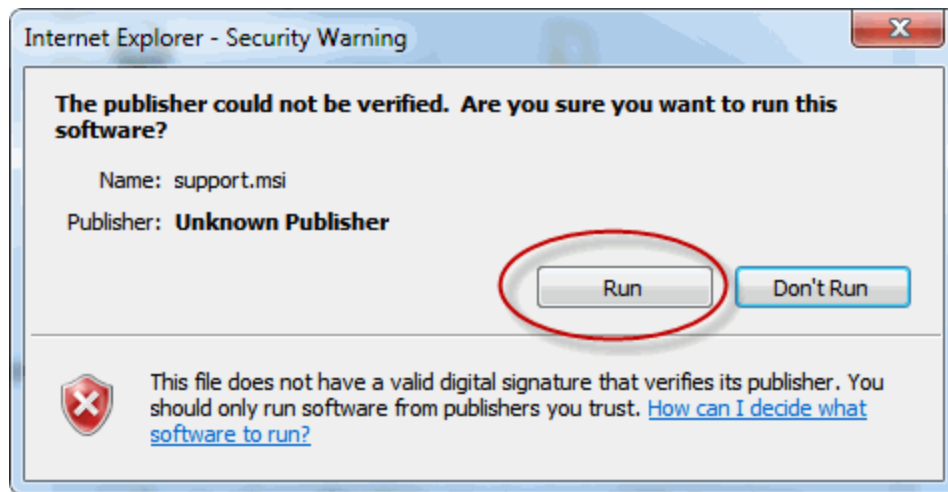 Internet Explorer - Security Warning
The publisher could not be verified. Are you sure you want to run this
software?
Name: support.msi
Publisher: Unknown Publisher
Run Don't Run
This file does not have a valid digital signature that verifies its publisher. You
should only run software from publishers you trust. How can I decide what
software to run?